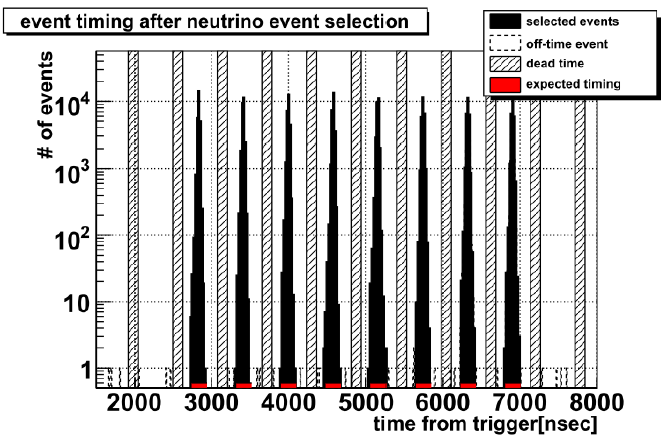 event timing after neutrino event selection
selected events
off-time event
dead time
expected timing
# of events
10⁴
10³
10²
10
1
2000 3000 4000 5000 6000 7000 8000
time from trigger[nsec]